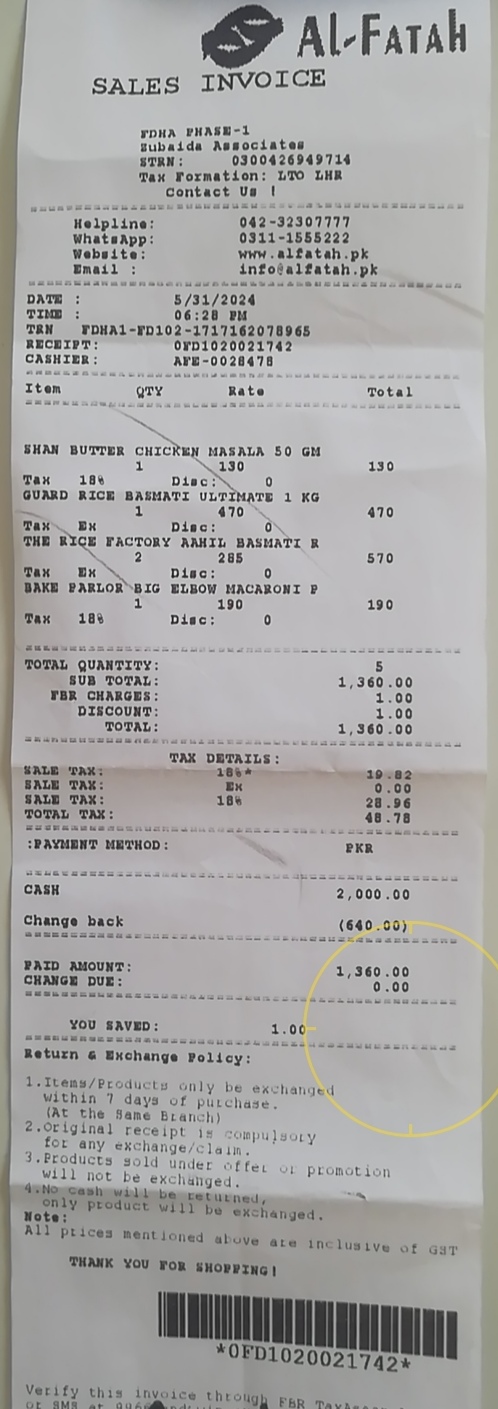 Al-Fatah
SALES INVOICE
FDHA PHASE-1
Zubaida Associates
STRN: 0300426949714
Tax Formation: LTO LHR
Contact Us !
Helpline: 042-32307777
WhatsApp: 0311-1555222
Website: www.alfatah.pk
Email : info@alfatah.pk
DATE : 5/31/2024
TIME : 06:28 PM
TRN FDHA1-FD102-1717162078965
RECEIPT: 0FD1020021742
CASHIER: AFE-0028478
Item QTY Rate Total
SHAN BUTTER CHICKEN MASALA 50 GM
1 130 130
Tax 18% Disc: 0
GUARD RICE BASMATI ULTIMATE 1 KG
1 470 470
Tax Ex Disc: 0
THE RICE FACTORY AAHIL BASMATI R
2 285 570
Tax Ex Disc: 0
BAKE PARLOR BIG ELBOW MACARONI P
1 190 190
Tax 18% Disc: 0
TOTAL QUANTITY: 5
SUB TOTAL: 1,360.00
FBR CHARGES: 1.00
DISCOUNT: 1.00
TOTAL: 1,360.00
TAX DETAILS:
SALE TAX: 18%* 19.82
SALE TAX: Ex 0.00
SALE TAX: 18% 28.96
TOTAL TAX: 48.78
:PAYMENT METHOD: PKR
CASH 2,000.00
Change back (640.00)
PAID AMOUNT: 1,360.00
CHANGE DUE: 0.00
YOU SAVED: 1.00
Return & Exchange Policy:
1.Items/Products only be exchanged
within 7 days of purchase.
(At the Same Branch)
2.Original receipt is compulsory
for any exchange/claim.
3.Products sold under offer or promotion
will not be exchanged.
4.No cash will be returned,
only product will be exchanged.
Note:
All prices mentioned above are inclusive of GST
THANK YOU FOR SHOPPING!
*0FD1020021742*
Verify this invoice through FBR
or SMS at